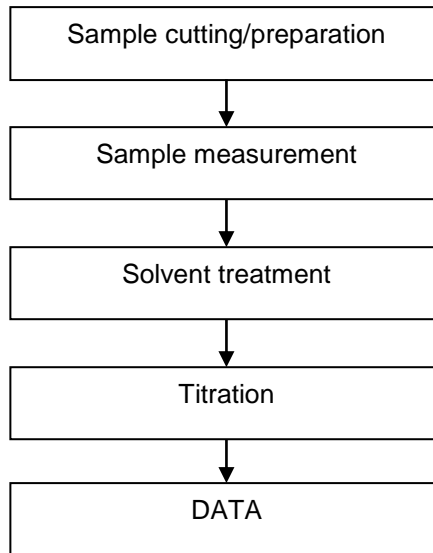 Sample cutting/preparation
Sample measurement
Solvent treatment
Titration
DATA